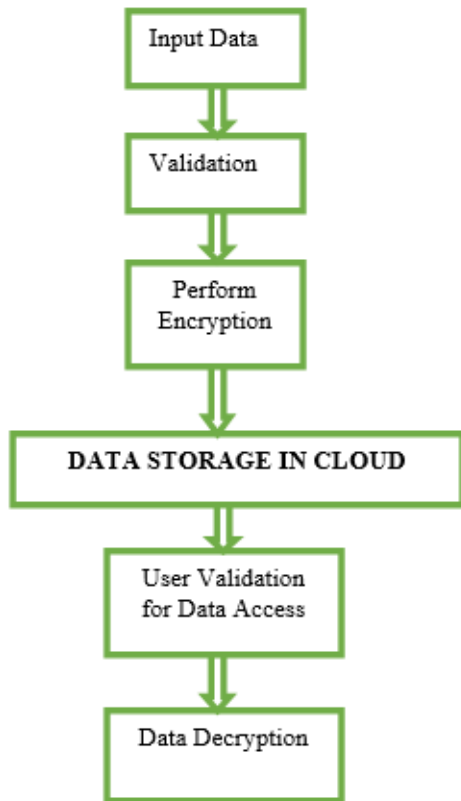 Input Data
Validation
Perform
Encryption
DATA STORAGE IN CLOUD
User Validation
for Data Access
Data Decryption